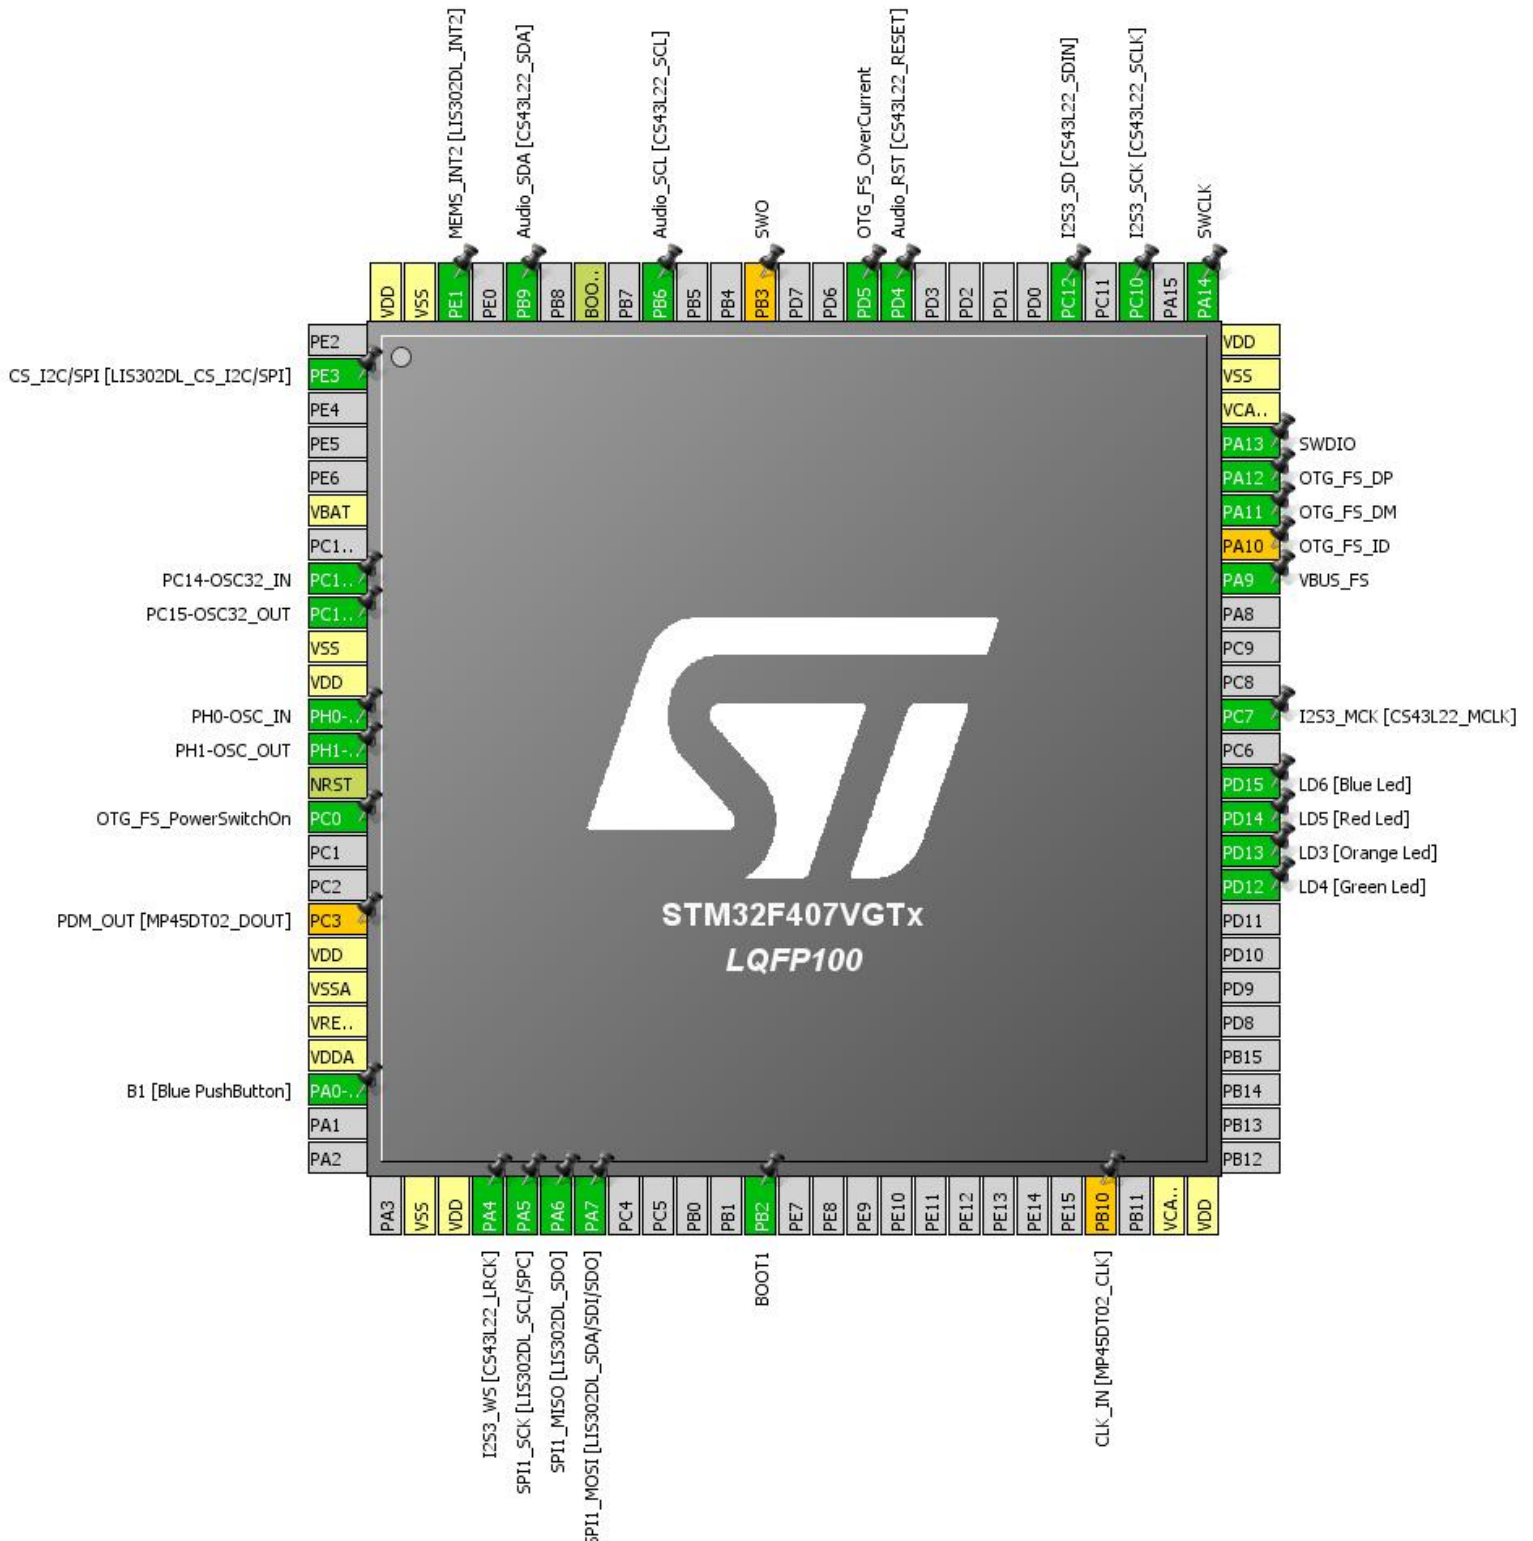 MEMS_INT2 [LIS302DL_INT2]
Audio_SDA [CS43L22_SDA]
Audio_SCL [CS43L22_SCL]
SWO
OTG_FS_OverCurrent
Audio_RST [CS43L22_RESET]
I2S3_SD [CS43L22_SDIN]
I2S3_SCK [CS43L22_SCLK]
SWCLK
VDD
VSS
PE1
PE0
PB9
PB8
BOO..
PB7
PB6
PB5
PB4
PB3
PD7
PD6
PD5
PD4
PD3
PD2
PD1
PD0
PC12
PC11
PC10
PA15
PA14
PE2
CS_I2C/SPI [LIS302DL_CS_I2C/SPI]
PE3
PE4
PE5
PE6
VBAT
PC1..
PC14-OSC32_IN
PC1..
PC15-OSC32_OUT
PC1..
VSS
VDD
PH0-OSC_IN
PH0-..
PH1-OSC_OUT
PH1-..
NRST
OTG_FS_PowerSwitchOn
PC0
PC1
PC2
PDM_OUT [MP45DT02_DOUT]
PC3
VDD
VSSA
VRE..
VDDA
B1 [Blue PushButton]
PA0-..
PA1
PA2
ST
STM32F407VGTx
LQFP100
VDD
VSS
VCA..
PA13
SWDIO
PA12
OTG_FS_DP
PA11
OTG_FS_DM
PA10
OTG_FS_ID
PA9
VBUS_FS
PA8
PC9
PC8
PC7
I2S3_MCK [CS43L22_MCLK]
PC6
PD15
LD6 [Blue Led]
PD14
LD5 [Red Led]
PD13
LD3 [Orange Led]
PD12
LD4 [Green Led]
PD11
PD10
PD9
PD8
PB15
PB14
PB13
PB12
PA3
VSS
VDD
PA4
PA5
PA6
PA7
PC4
PC5
PB0
PB1
PB2
PE7
PE8
PE9
PE10
PE11
PE12
PE13
PE14
PE15
PB10
PB11
VCA..
VDD
I2S3_WS [CS43L22_LRCK]
SPI1_SCK [LIS302DL_SCL/SPC]
SPI1_MISO [LIS302DL_SDO]
SPI1_MOSI [LIS302DL_SDA/SDI/SDO]
BOOT1
CLK_IN [MP45DT02_CLK]